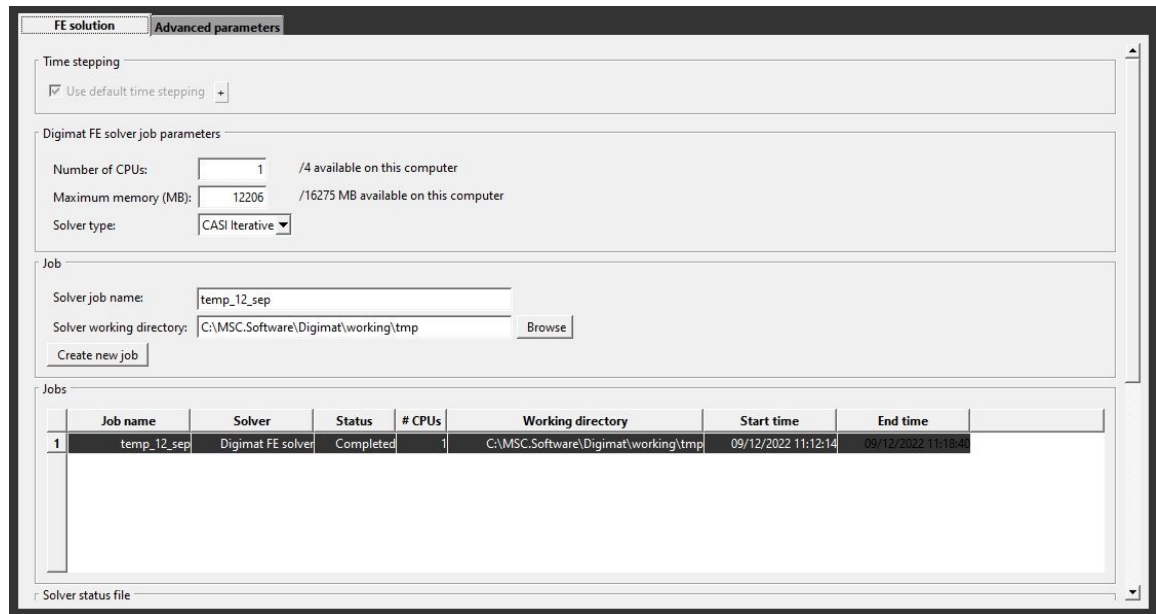 FE solution Advanced parameters
Time stepping
Use default time stepping +
Digimat FE solver job parameters
Number of CPUs: 1 /4 available on this computer
Maximum memory (MB): 12206 /16275 MB available on this computer
Solver type: CASI Iterative
Job
Solver job name: temp_12_sep
Solver working directory: C:\MSC.Software\Digimat\working\tmp Browse
Create new job
Jobs
Job name Solver Status # CPUs Working directory Start time End time
1 temp_12_sep Digimat FE solver Completed 1 C:\MSC.Software\Digimat\working\tmp 09/12/2022 11:12:14 09/12/2022 11:18:40
Solver status file